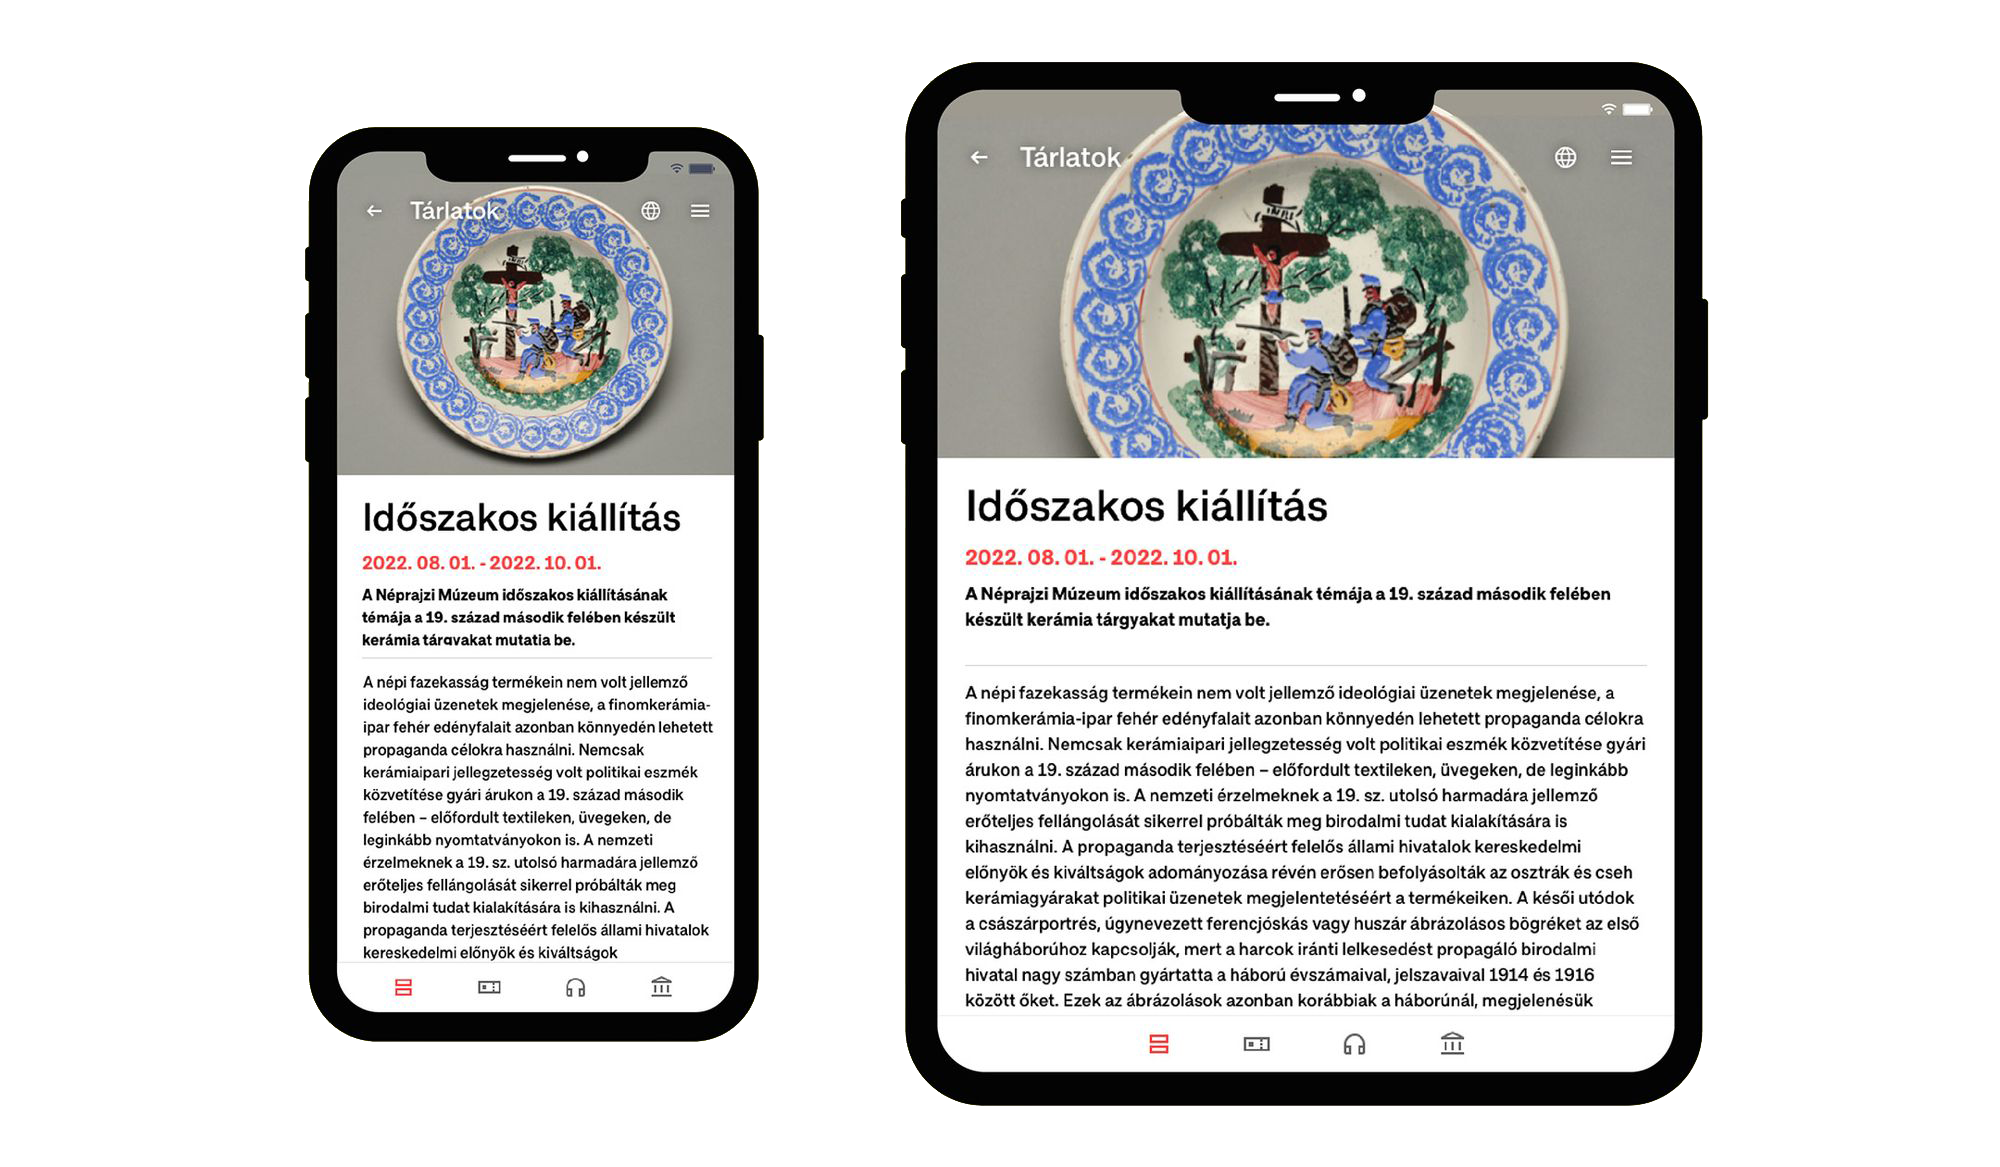 Tárlatok
INRI
Időszakos kiállítás
2022. 08. 01. - 2022. 10. 01.
A Néprajzi Múzeum időszakos kiállításának
témája a 19. század második felében készült
kerámia tárgyakat mutatja be.
A népi fazekasság termékein nem volt jellemző
ideológiai üzenetek megjelenése, a finomkerámia-
ipar fehér edényfalait azonban könnyedén lehetett
propaganda célokra használni. Nemcsak
kerámiaipari jellegzetesség volt politikai eszmék
közvetítése gyári árukon a 19. század második
felében – előfordult textileken, üvegeken, de
leginkább nyomtatványokon is. A nemzeti
érzelmeknek a 19. sz. utolsó harmadára jellemző
erőteljes fellángolását sikerrel próbálták meg
birodalmi tudat kialakítására is kihasználni. A
propaganda terjesztéséért felelős állami hivatalok
kereskedelmi előnyök és kiváltságok
Tárlatok
INRI
Időszakos kiállítás
2022. 08. 01. - 2022. 10. 01.
A Néprajzi Múzeum időszakos kiállításának témája a 19. század második felében
készült kerámia tárgyakat mutatja be.
A népi fazekasság termékein nem volt jellemző ideológiai üzenetek megjelenése, a
finomkerámia-ipar fehér edényfalait azonban könnyedén lehetett propaganda célokra
használni. Nemcsak kerámiaipari jellegzetesség volt politikai eszmék közvetítése gyári
árukon a 19. század második felében – előfordult textileken, üvegeken, de leginkább
nyomtatványokon is. A nemzeti érzelmeknek a 19. sz. utolsó harmadára jellemző
erőteljes fellángolását sikerrel próbálták meg birodalmi tudat kialakítására is
kihasználni. A propaganda terjesztéséért felelős állami hivatalok kereskedelmi
előnyök és kiváltságok adományozása révén erősen befolyásolták az osztrák és cseh
kerámiagyárakat politikai üzenetek megjelentetéséért a termékeiken. A késői utódok
a császárportrés, úgynevezett ferencjóskás vagy huszár ábrázolásos bögréket az első
világháborúhoz kapcsolják, mert a harcok iránti lelkesedést propagáló birodalmi
hivatal nagy számban gyártatta a háború évszámaival, jelszavaival 1914 és 1916
között őket. Ezek az ábrázolások azonban korábbiak a háborúnál, megjelenésük